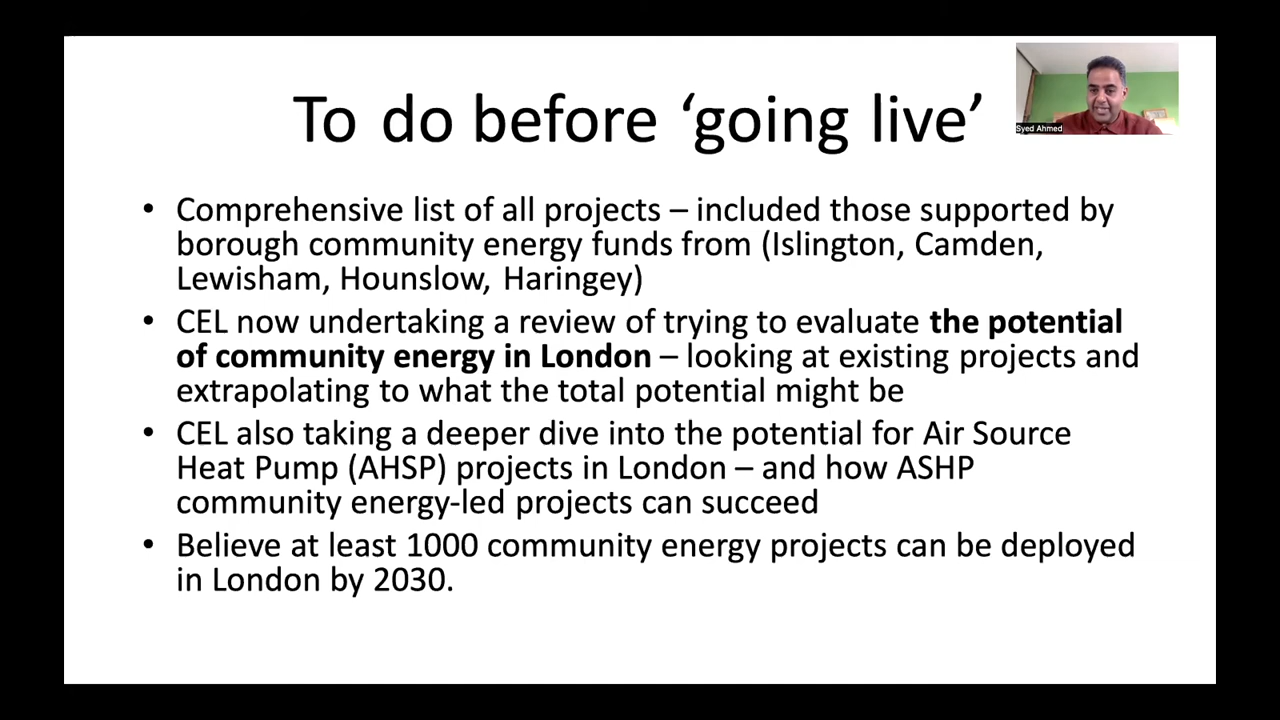 To do before ‘going live’
Syed Ahmed
• Comprehensive list of all projects – included those supported by
borough community energy funds from (Islington, Camden,
Lewisham, Hounslow, Haringey)
• CEL now undertaking a review of trying to evaluate the potential
of community energy in London – looking at existing projects and
extrapolating to what the total potential might be
• CEL also taking a deeper dive into the potential for Air Source
Heat Pump (AHSP) projects in London – and how ASHP
community energy-led projects can succeed
• Believe at least 1000 community energy projects can be deployed
in London by 2030.